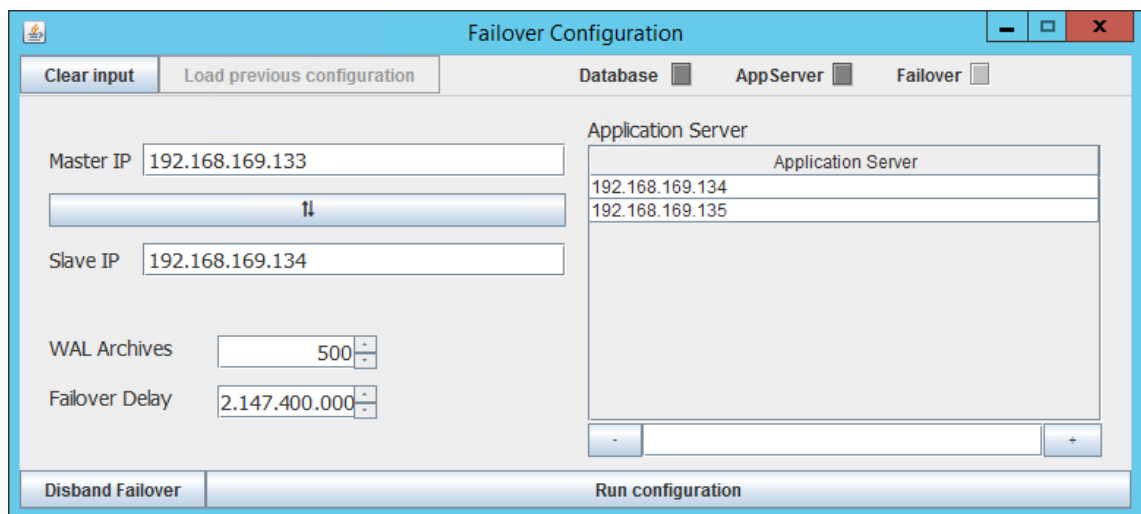 Failover Configuration
Clear input
Load previous configuration
Database
AppServer
Failover
Master IP 192.168.169.133
⇅
Slave IP 192.168.169.134
WAL Archives 500
Failover Delay 2.147.400.000
Application Server
Application Server
192.168.169.134
192.168.169.135
- +
Disband Failover
Run configuration